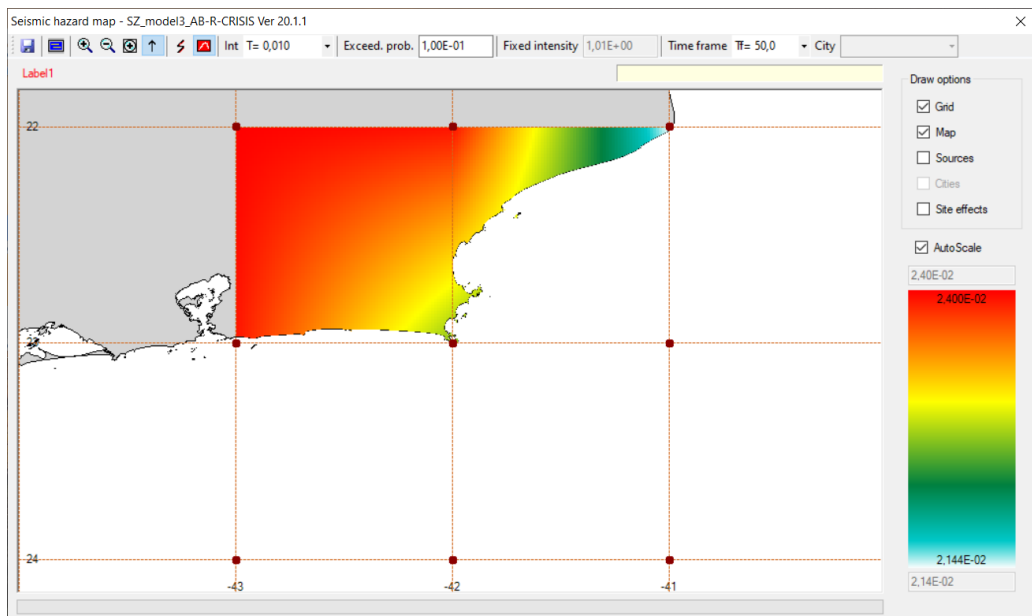 Seismic hazard map - SZ_model3_AB-R-CRISIS Ver 20.1.1
Int T= 0,010 Exceed. prob. 1,00E-01 Fixed intensity 1,01E+00 Time frame Tf= 50,0 City
Label1
Draw options
Grid
Map
Sources
Cities
Site effects
AutoScale
2,40E-02
2,400E-02
2,144E-02
2,14E-02
22
23
24
-43 -42 -41